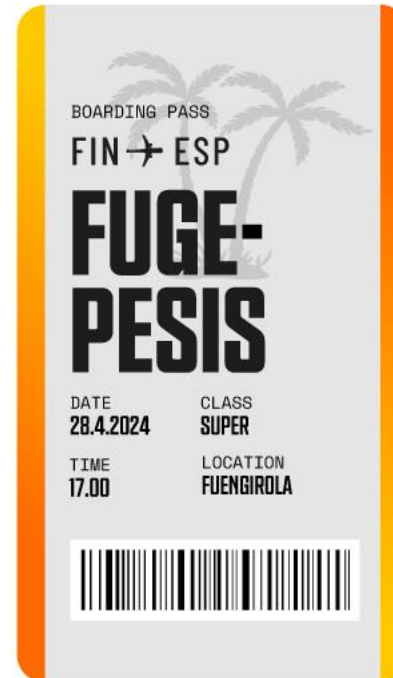 BOARDING PASS
FIN ESP
FUGE-
PESIS
DATE CLASS
28.4.2024 SUPER
TIME LOCATION
17.00 FUENGIROLA